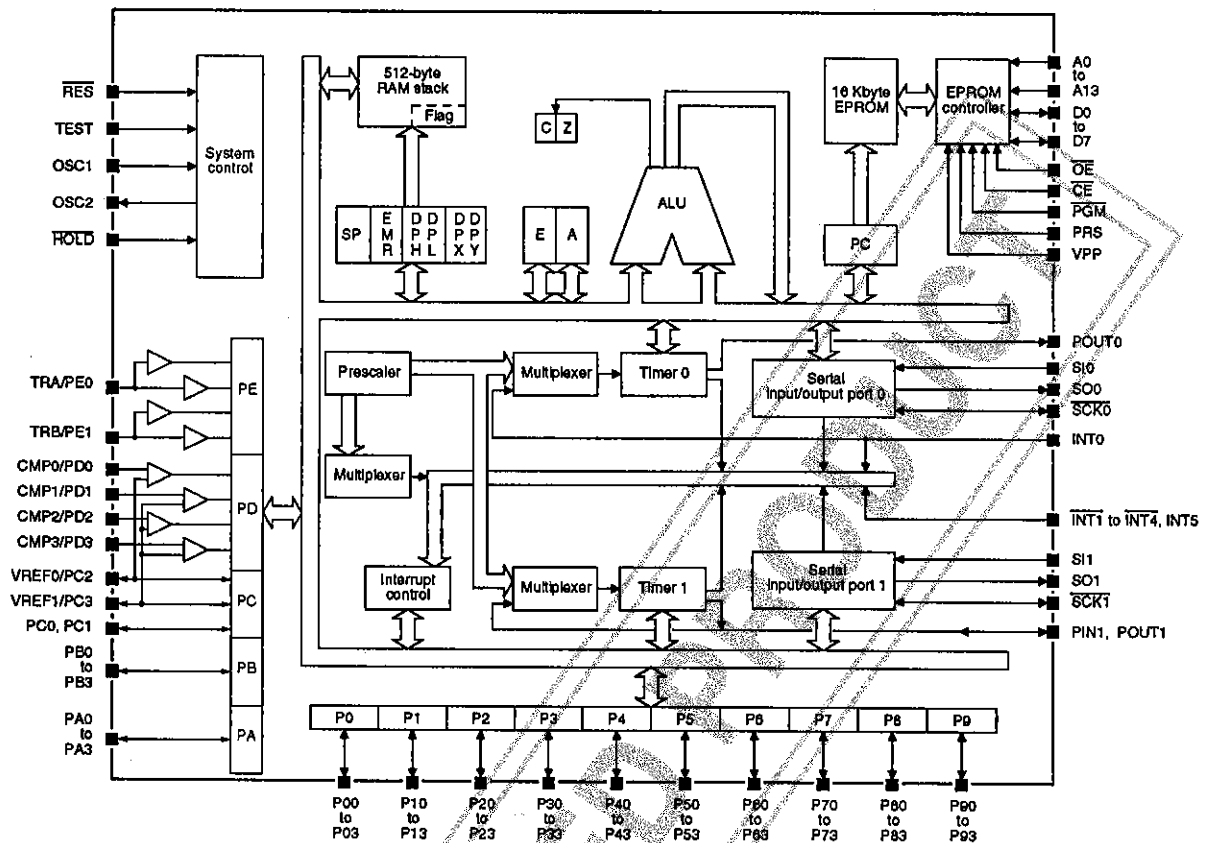 RES
TEST
OSC1
OSC2
HOLD
System
control
512-byte
RAM stack
Flag
SP
EMR
DPH
DPL
DPX
DPY
C Z
E A
ALU
16 Kbyte
EPROM
EPROM
controller
PC
A0
to
A13
D0
to
D7
OE
CE
PGM
PRS
VPP
TRA/PE0
TRB/PE1
CMP0/PD0
CMP1/PD1
CMP2/PD2
CMP3/PD3
VREF0/PC2
VREF1/PC3
PC0, PC1
PB0
to
PB3
PA0
to
PA3
PE
PD
PC
PB
PA
Prescaler
Multiplexer
Multiplexer
Timer 0
Serial
input/output port 0
Interrupt
control
Multiplexer
Timer 1
Serial
input/output port 1
POUT0
SI0
SO0
SCK0
INT0
INT1 to INT4, INT5
SI1
SO1
SCK1
PIN1, POUT1
P0 P1 P2 P3 P4 P5 P6 P7 P8 P9
P00 P10 P20 P30 P40 P50 P60 P70 P80 P90
to to to to to to to to to to
P03 P13 P23 P33 P43 P53 P63 P73 P83 P93